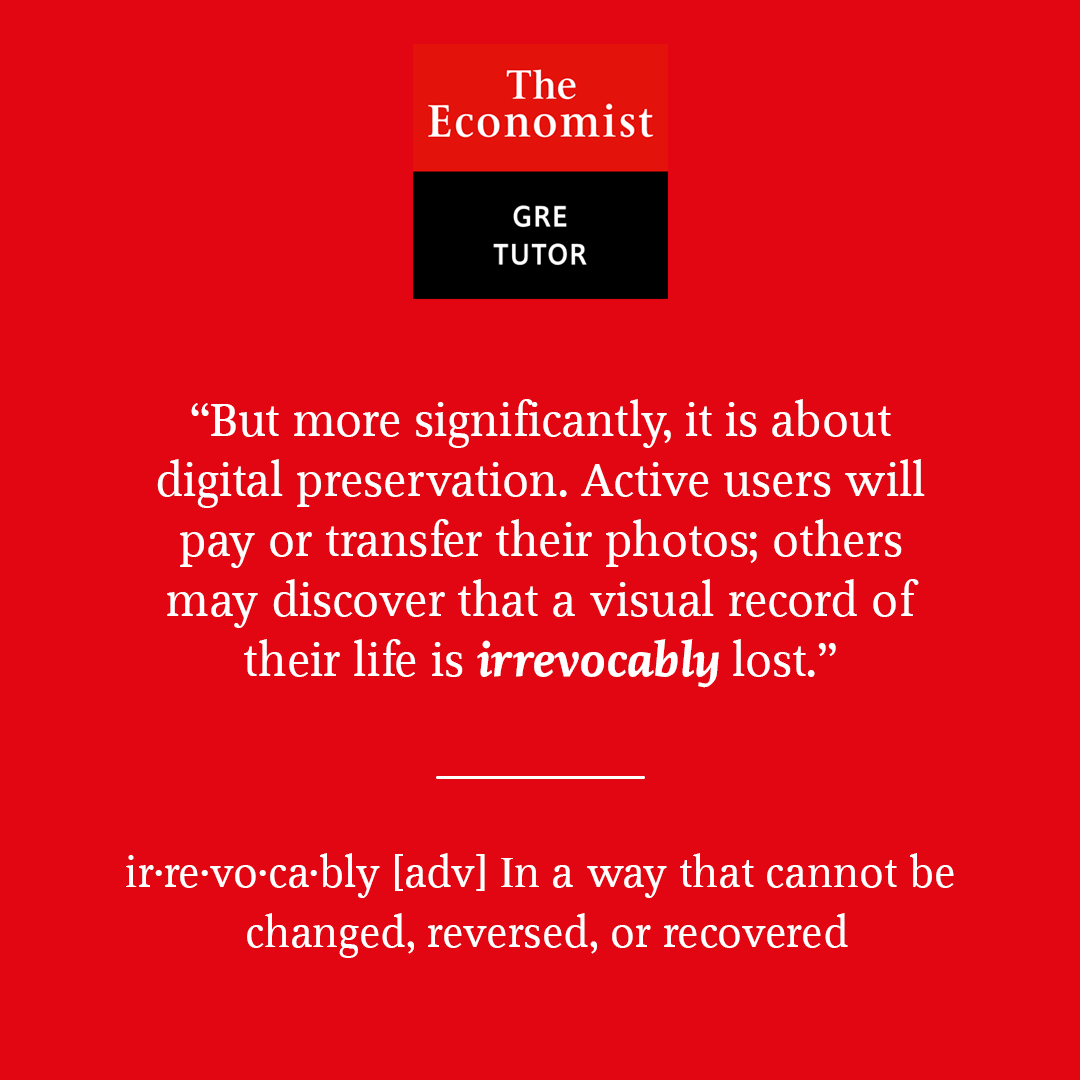 The
Economist
GRE
TUTOR
“But more significantly, it is about
digital preservation. Active users will
pay or transfer their photos; others
may discover that a visual record of
their life is irrevocably lost.”
ir·re·vo·ca·bly [adv] In a way that cannot be
changed, reversed, or recovered